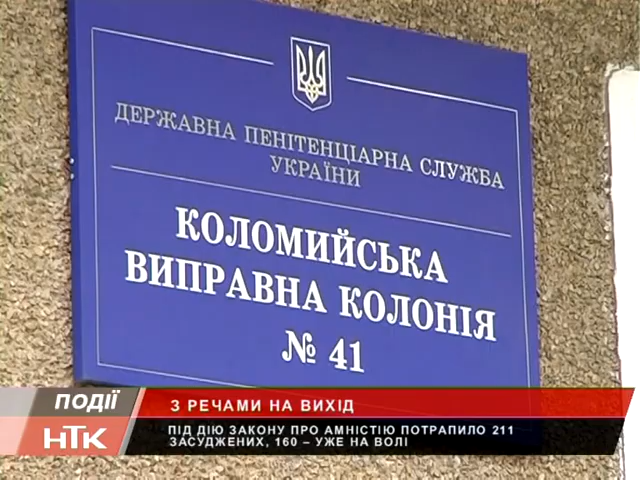 ДЕРЖАВНА ПЕНІТЕНЦІАРНА СЛУЖБА
УКРАЇНИ
КОЛОМИЙСЬКА
ВИПРАВНА КОЛОНІЯ
№ 41
ПОДІЇ
НТК
З РЕЧАМИ НА ВИХІД
ПІД ДІЮ ЗАКОНУ ПРО АМНІСТІЮ ПОТРАПИЛО 211
ЗАСУДЖЕНИХ, 160 – УЖЕ НА ВОЛІ